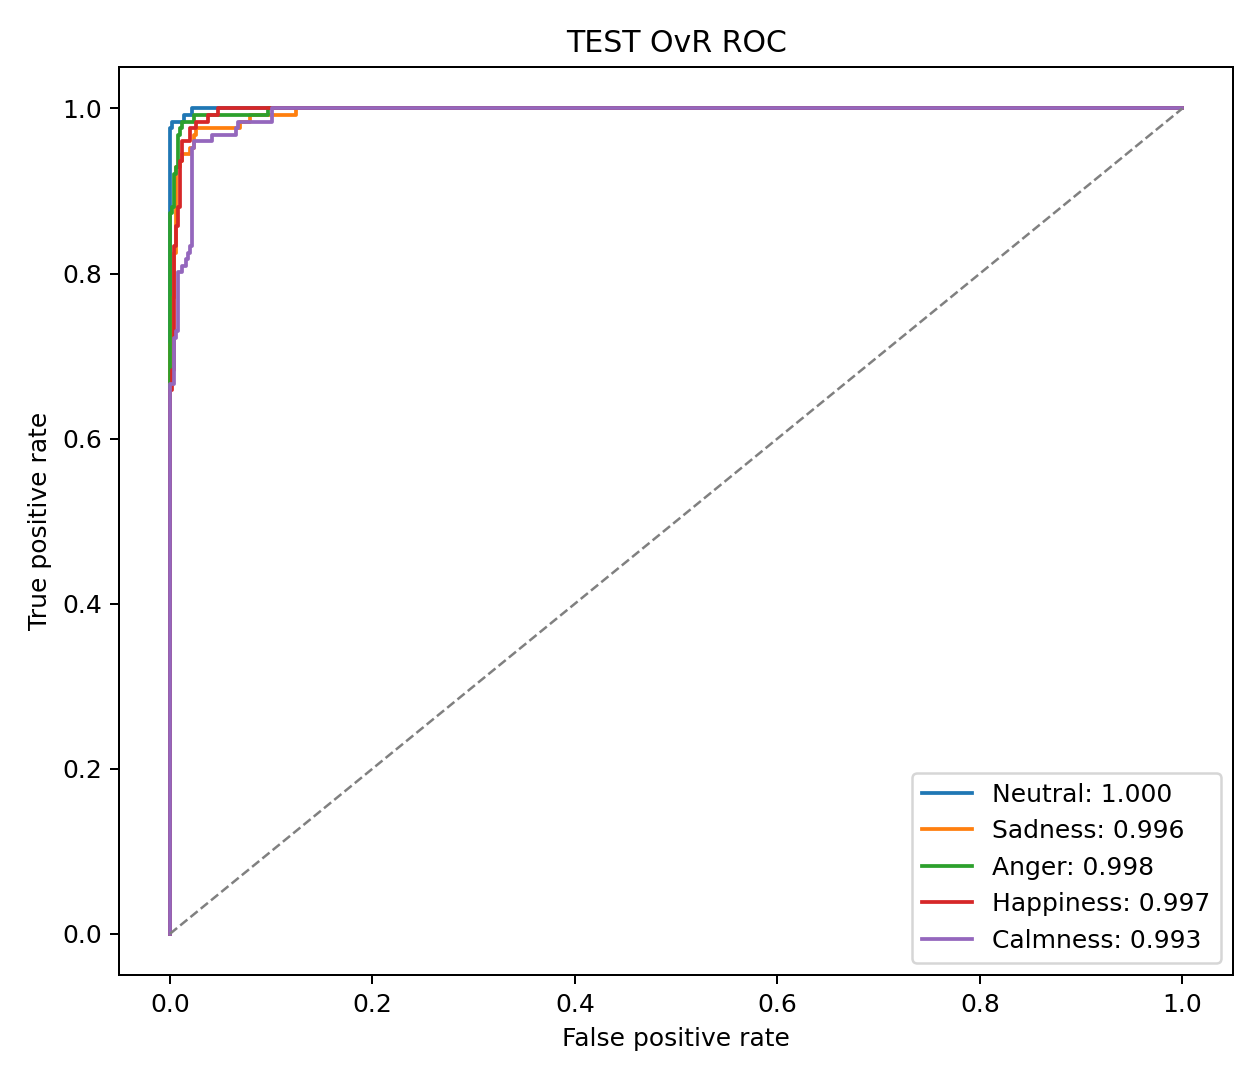 TEST OvR ROC
1.0
0.8
0.6
0.4
0.2
0.0
True positive rate
0.0 0.2 0.4 0.6 0.8 1.0
False positive rate
Neutral: 1.000
Sadness: 0.996
Anger: 0.998
Happiness: 0.997
Calmness: 0.993